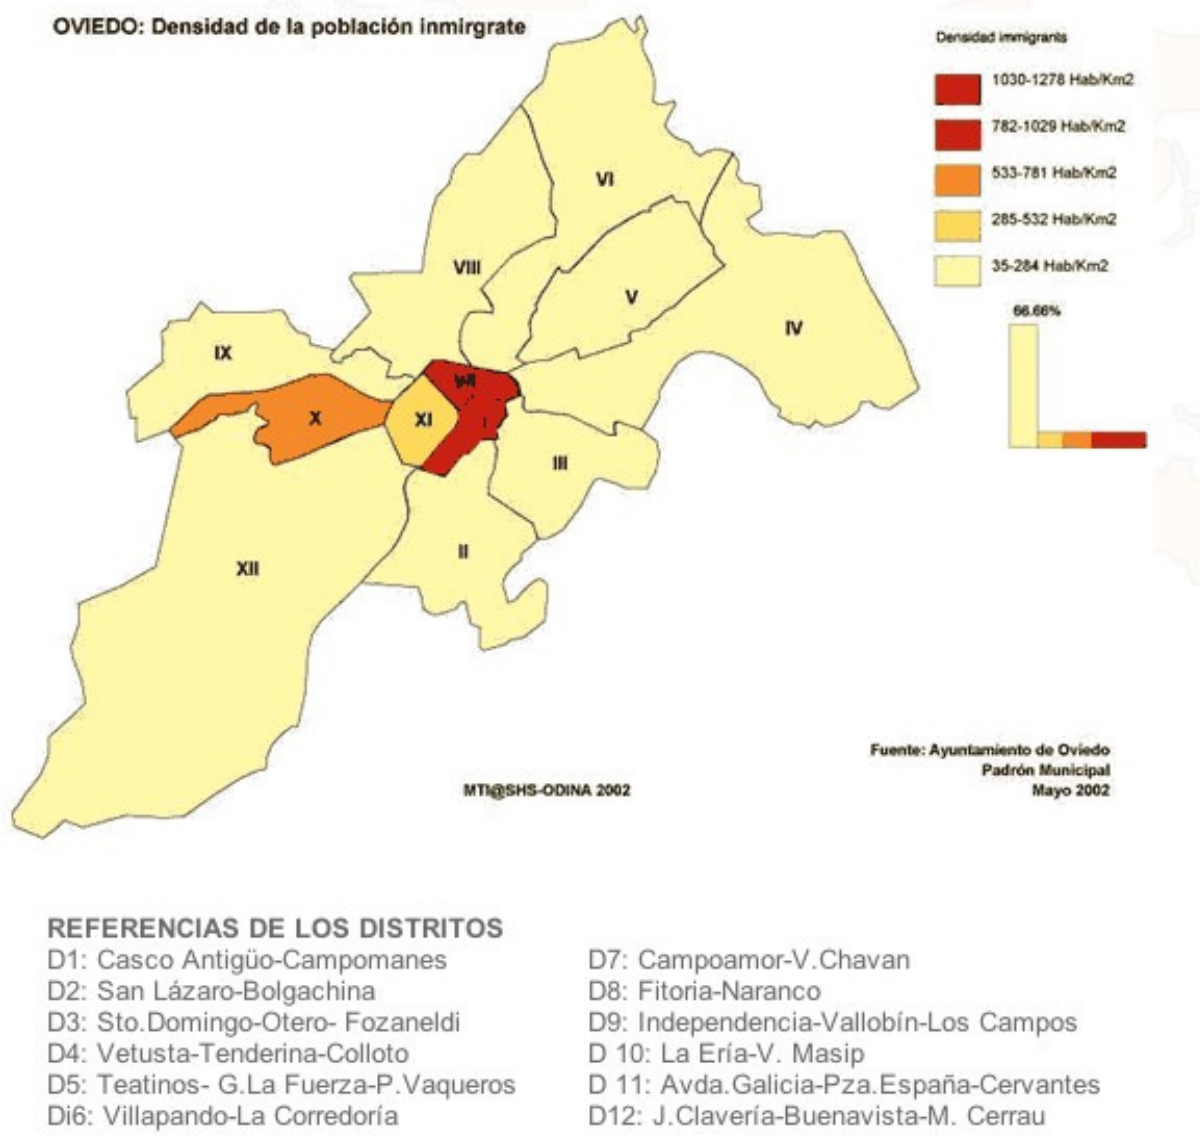 OVIEDO: Densidad de la población inmirgrate
Densidad immigrants
1030-1278 Hab/Km2
782-1029 Hab/Km2
533-781 Hab/Km2
285-532 Hab/Km2
35-284 Hab/Km2
66.66%
VI
VIII
V
IV
IX
VII
X
XI
I
III
II
XII
Fuente: Ayuntamiento de Oviedo
Padrón Municipal
Mayo 2002
MTI@SHS-ODINA 2002
REFERENCIAS DE LOS DISTRITOS
D1: Casco Antigüo-Campomanes
D2: San Lázaro-Bolgachina
D3: Sto.Domingo-Otero- Fozaneldi
D4: Vetusta-Tenderina-Colloto
D5: Teatinos- G.La Fuerza-P.Vaqueros
Di6: Villapando-La Corredoría
D7: Campoamor-V.Chavan
D8: Fitoria-Naranco
D9: Independencia-Vallobín-Los Campos
D 10: La Ería-V. Masip
D 11: Avda.Galicia-Pza.España-Cervantes
D12: J.Clavería-Buenavista-M. Cerrau